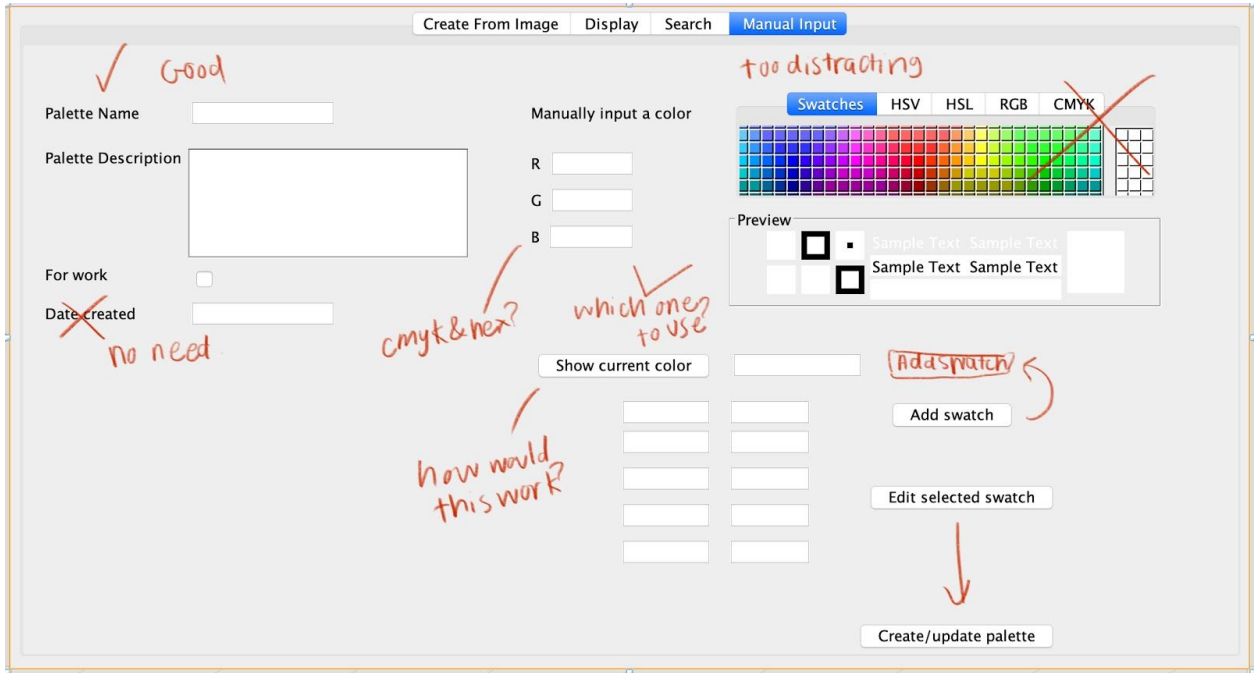 Create From Image Display Search Manual Input
Good
too distracting
Palette Name
Manually input a color
Swatches HSV HSL RGB CMYK
Palette Description
R
G
B
Preview
Sample Text Sample Text
Sample Text Sample Text
For work
Date created
no need
cmyk & hex?
which one?
to use
Show current color
Add swatch
Add swatch
how would
this work?
Edit selected swatch
Create/update palette